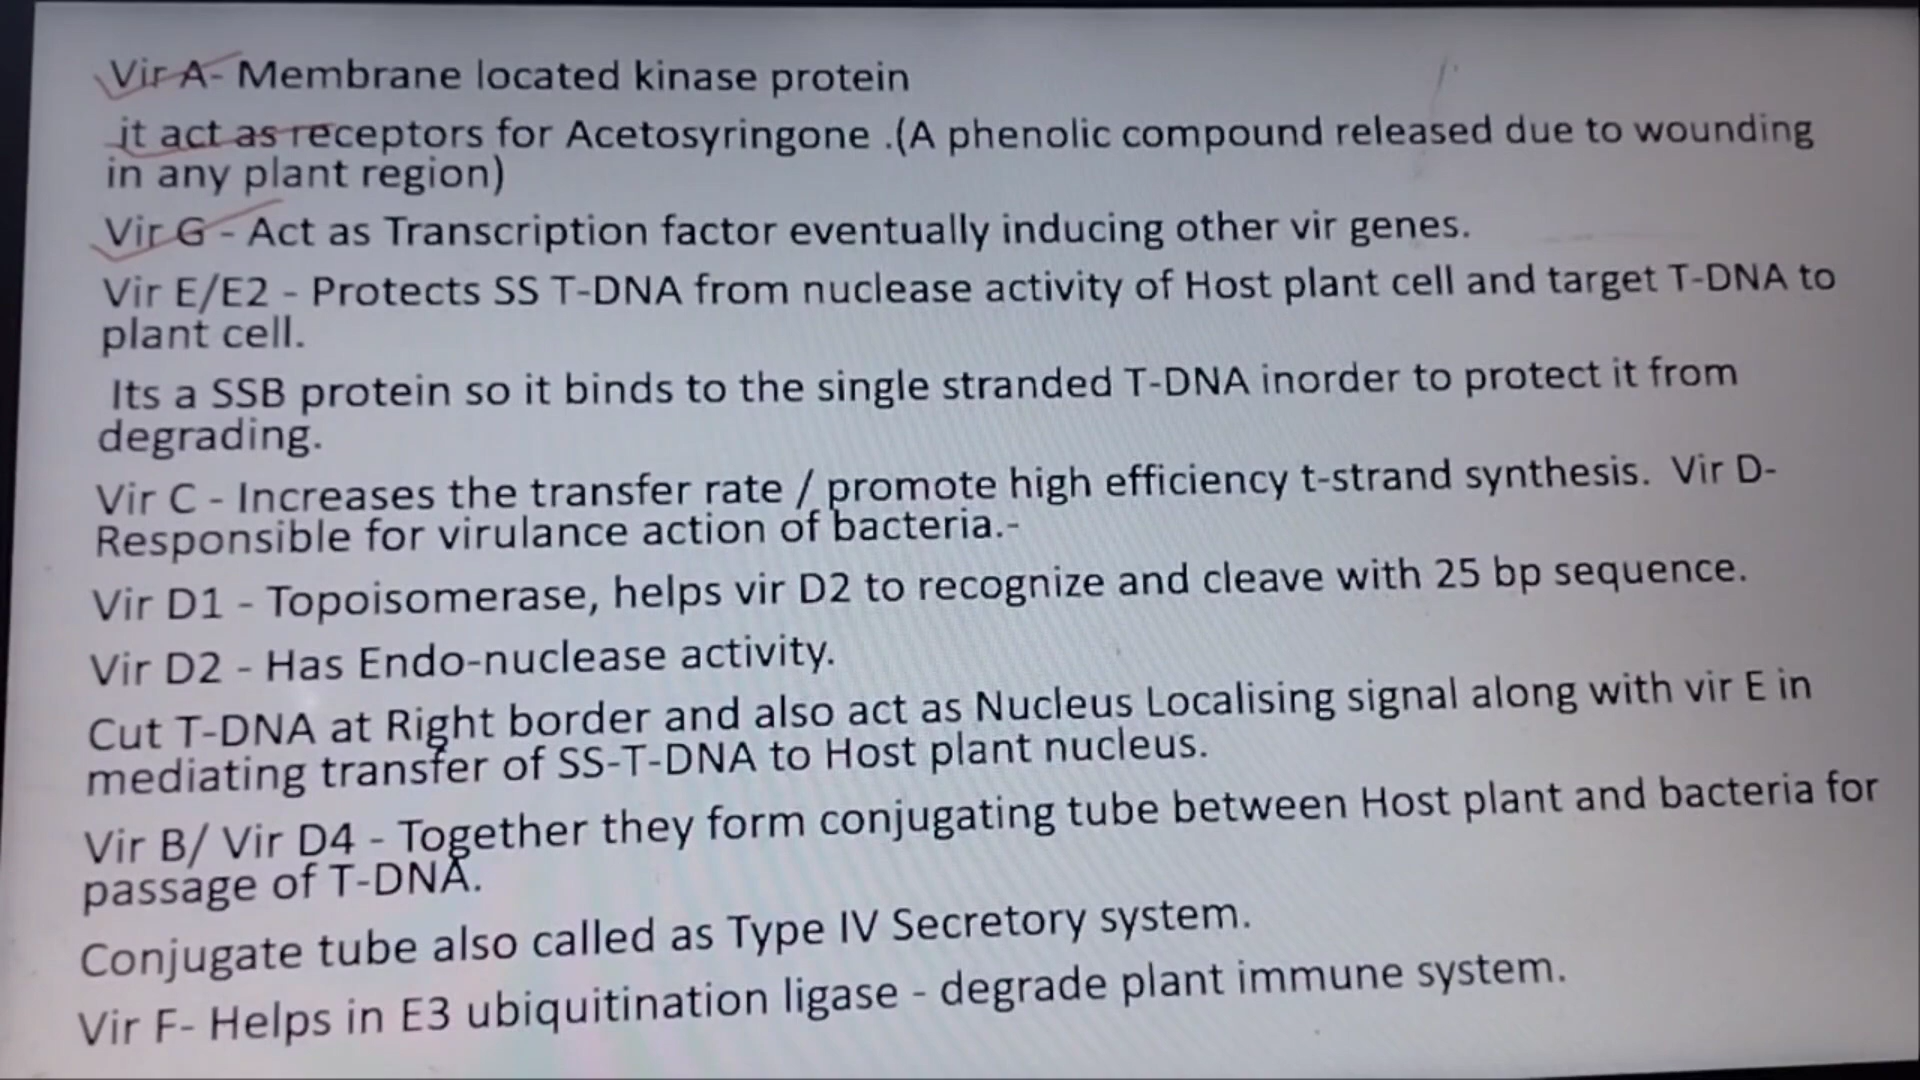 Vir A- Membrane located kinase protein
it act as receptors for Acetosyringone .(A phenolic compound released due to wounding
in any plant region)
Vir G - Act as Transcription factor eventually inducing other vir genes.
Vir E/E2 - Protects SS T-DNA from nuclease activity of Host plant cell and target T-DNA to
plant cell.
Its a SSB protein so it binds to the single stranded T-DNA inorder to protect it from
degrading.
Vir C - Increases the transfer rate / promote high efficiency t-strand synthesis. Vir D-
Responsible for virulance action of bacteria.-
Vir D1 - Topoisomerase, helps vir D2 to recognize and cleave with 25 bp sequence.
Vir D2 - Has Endo-nuclease activity.
Cut T-DNA at Right border and also act as Nucleus Localising signal along with vir E in
mediating transfer of SS-T-DNA to Host plant nucleus.
Vir B/ Vir D4 - Together they form conjugating tube between Host plant and bacteria for
passage of T-DNA.
Conjugate tube also called as Type IV Secretory system.
Vir F- Helps in E3 ubiquitination ligase - degrade plant immune system.